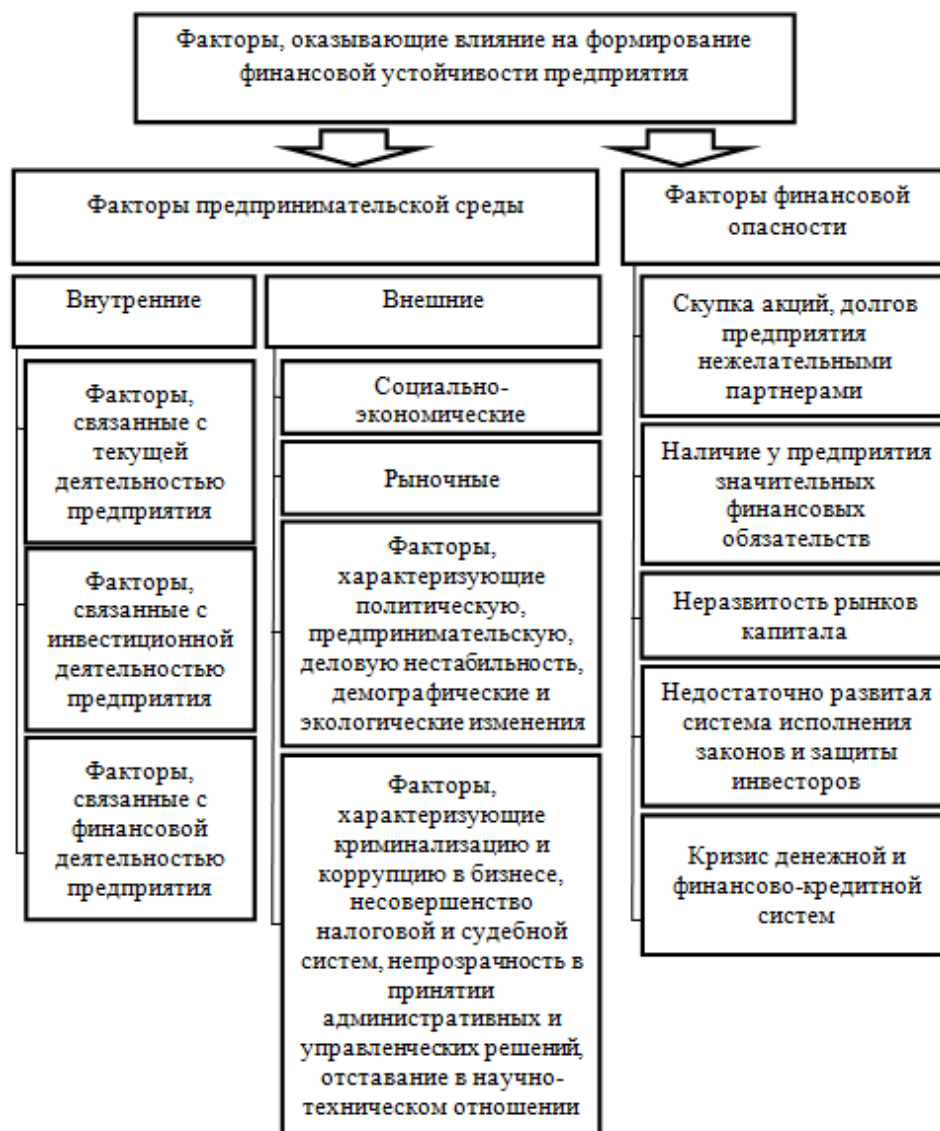 Факторы, оказывающие влияние на формирование
финансовой устойчивости предприятия
Факторы предпринимательской среды
Факторы финансовой
опасности
Внутренние
Факторы,
связанные с
текущей
деятельностью
предприятия
Факторы,
связанные с
инвестиционной
деятельностью
предприятия
Факторы,
связанные с
финансовой
деятельностью
предприятия
Внешние
Социально-
экономические
Рыночные
Факторы,
характеризующие
политическую,
предпринимательскую,
деловую нестабильность,
демографические и
экологические изменения
Факторы,
характеризующие
криминализацию и
коррупцию в бизнесе,
несовершенство
налоговой и судебной
систем, непрозрачность в
принятии
административных и
управленческих решений,
отставание в научно-
техническом отношении
Скупка акций, долгов
предприятия
нежелательными
партнерами
Наличие у предприятия
значительных
финансовых
обязательств
Неразвитость рынков
капитала
Недостаточно развитая
система исполнения
законов и защиты
инвесторов
Кризис денежной и
финансово-кредитной
систем